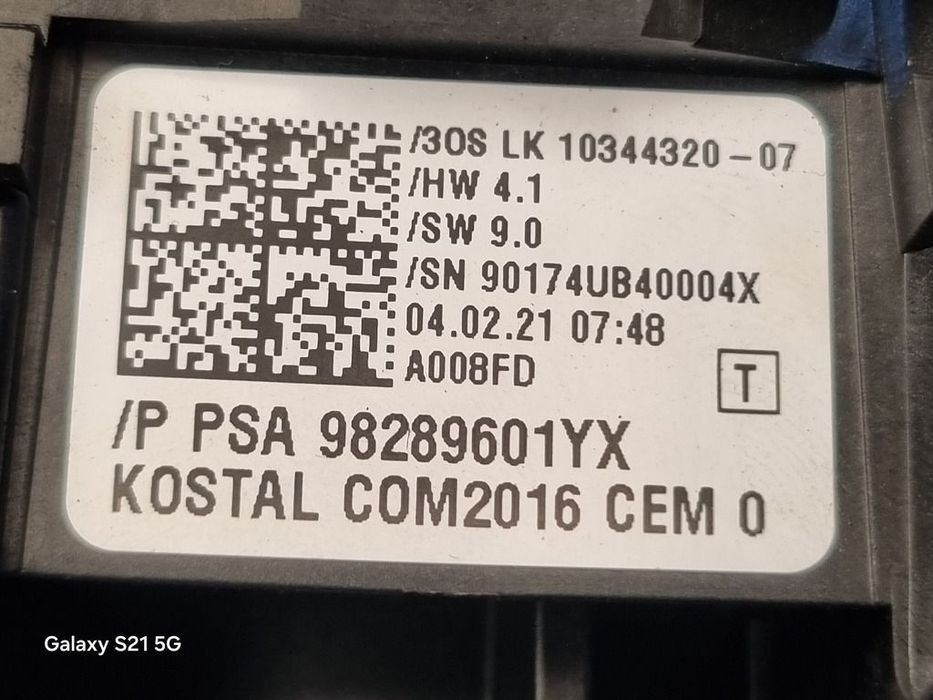 /3OS LK 10344320-07
/HW 4.1
/SW 9.0
/SN 90174UB40004X
04.02.21 07:48
A008FD
T
/P PSA 98289601YX
KOSTAL COM2016 CEM 0
Galaxy S21 5G